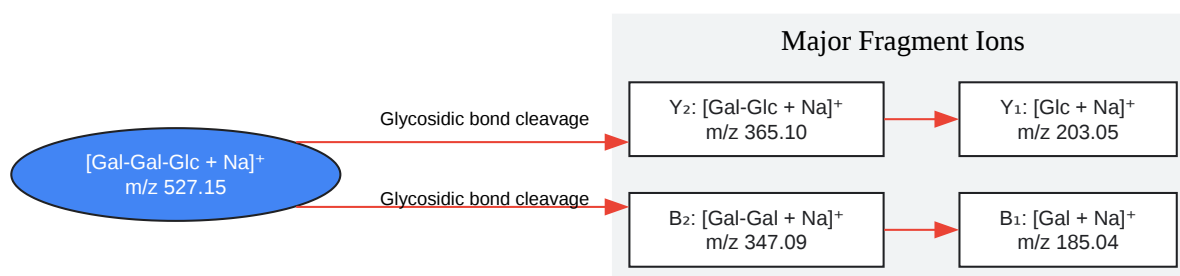 Major Fragment Ions
Glycosidic bond cleavage
Y₂: [Gal-Glc + Na]⁺
m/z 365.10
Y₁: [Glc + Na]⁺
m/z 203.05
[Gal-Gal-Glc + Na]⁺
m/z 527.15
Glycosidic bond cleavage
B₂: [Gal-Gal + Na]⁺
m/z 347.09
B₁: [Gal + Na]⁺
m/z 185.04